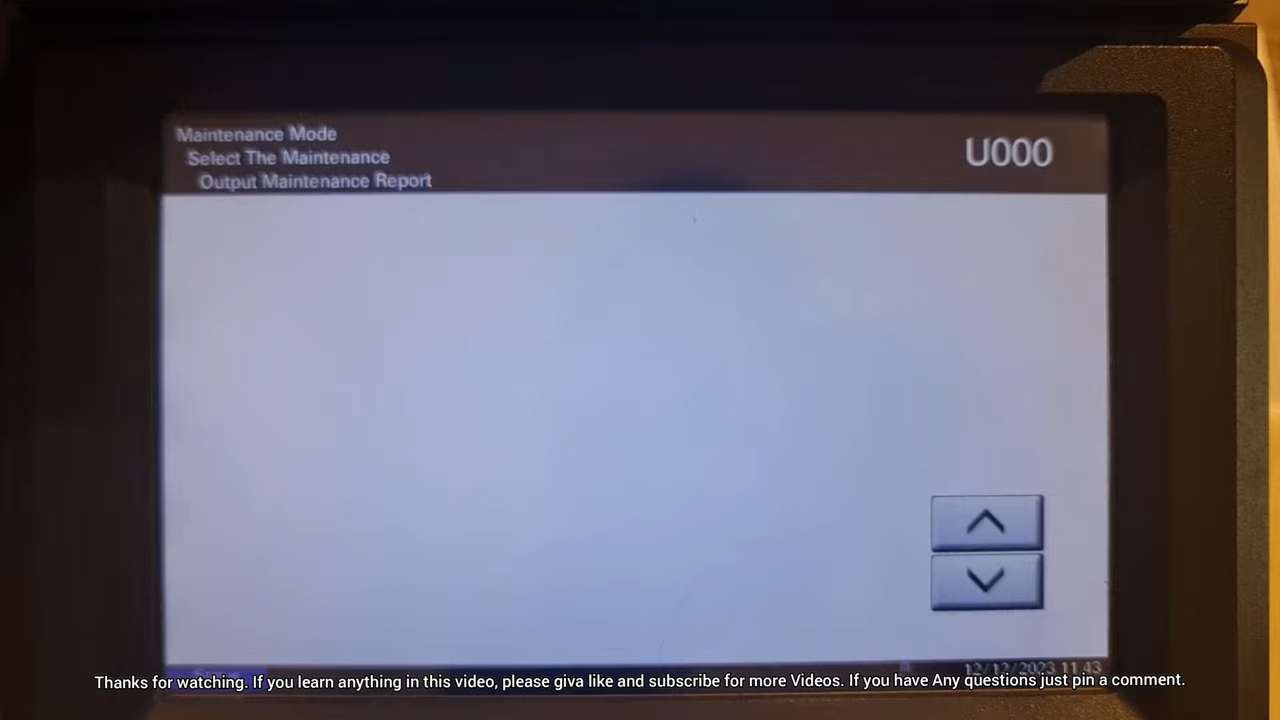 Maintenance Mode
Select The Maintenance
Output Maintenance Report
U000
12/12/2023 11:43
Thanks for watching. If you learn anything in this video, please giva like and subscribe for more Videos. If you have Any questions just pin a comment.